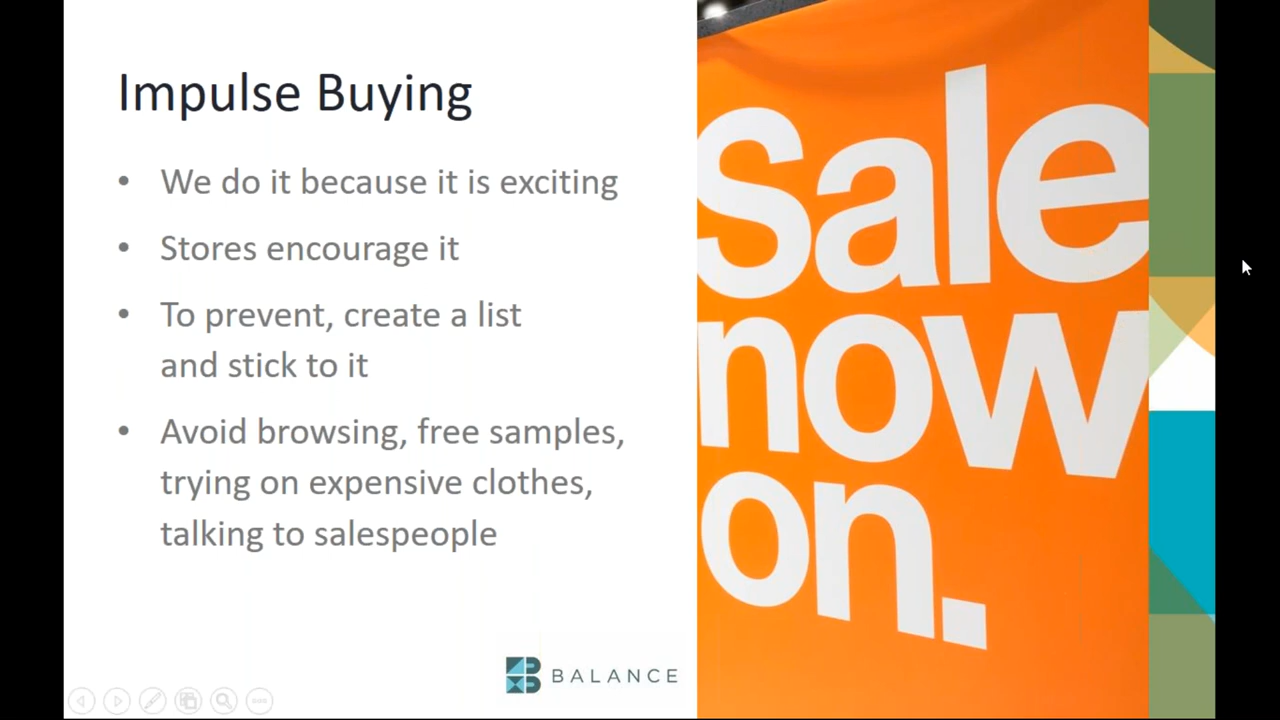 Impulse Buying
• We do it because it is exciting
• Stores encourage it
• To prevent, create a list
and stick to it
• Avoid browsing, free samples,
trying on expensive clothes,
talking to salespeople
BALANCE
Sale
now
on.